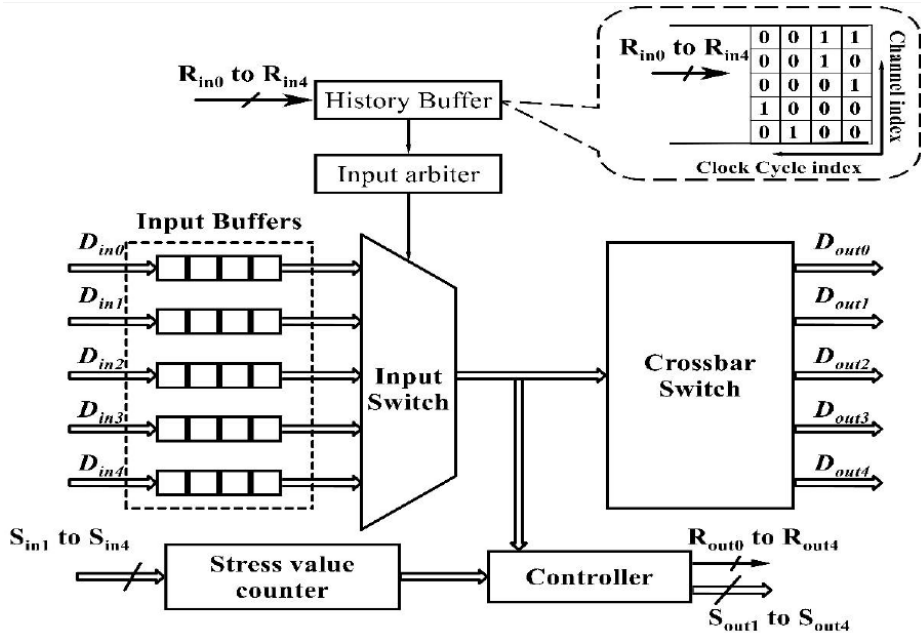 R_in0 to R_in4
History Buffer
R_in0 to R_in4
0 0 1 1
0 0 1 0
0 0 0 1
1 0 0 0
0 1 0 0
Channel index
Clock Cycle index
Input arbiter
Input Buffers
D_in0
D_in1
D_in2
D_in3
D_in4
Input
Switch
Crossbar
Switch
D_out0
D_out1
D_out2
D_out3
D_out4
S_in1 to S_in4
Stress value
counter
Controller
R_out0 to R_out4
S_out1 to S_out4